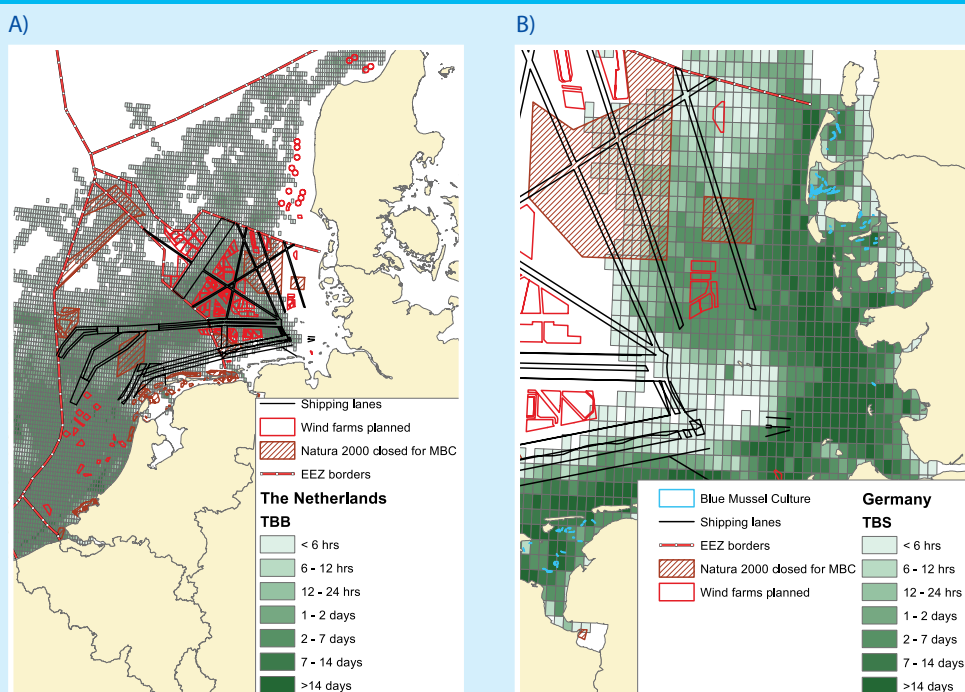 A)
B)
Shipping lanes
Wind farms planned
Natura 2000 closed for MBC
EEZ borders
The Netherlands
TBB
< 6 hrs
6 - 12 hrs
12 - 24 hrs
1 - 2 days
2 - 7 days
7 - 14 days
>14 days
Blue Mussel Culture
Shipping lanes
EEZ borders
Natura 2000 closed for MBC
Wind farms planned
Germany
TBS
< 6 hrs
6 - 12 hrs
12 - 24 hrs
1 - 2 days
2 - 7 days
7 - 14 days
>14 days